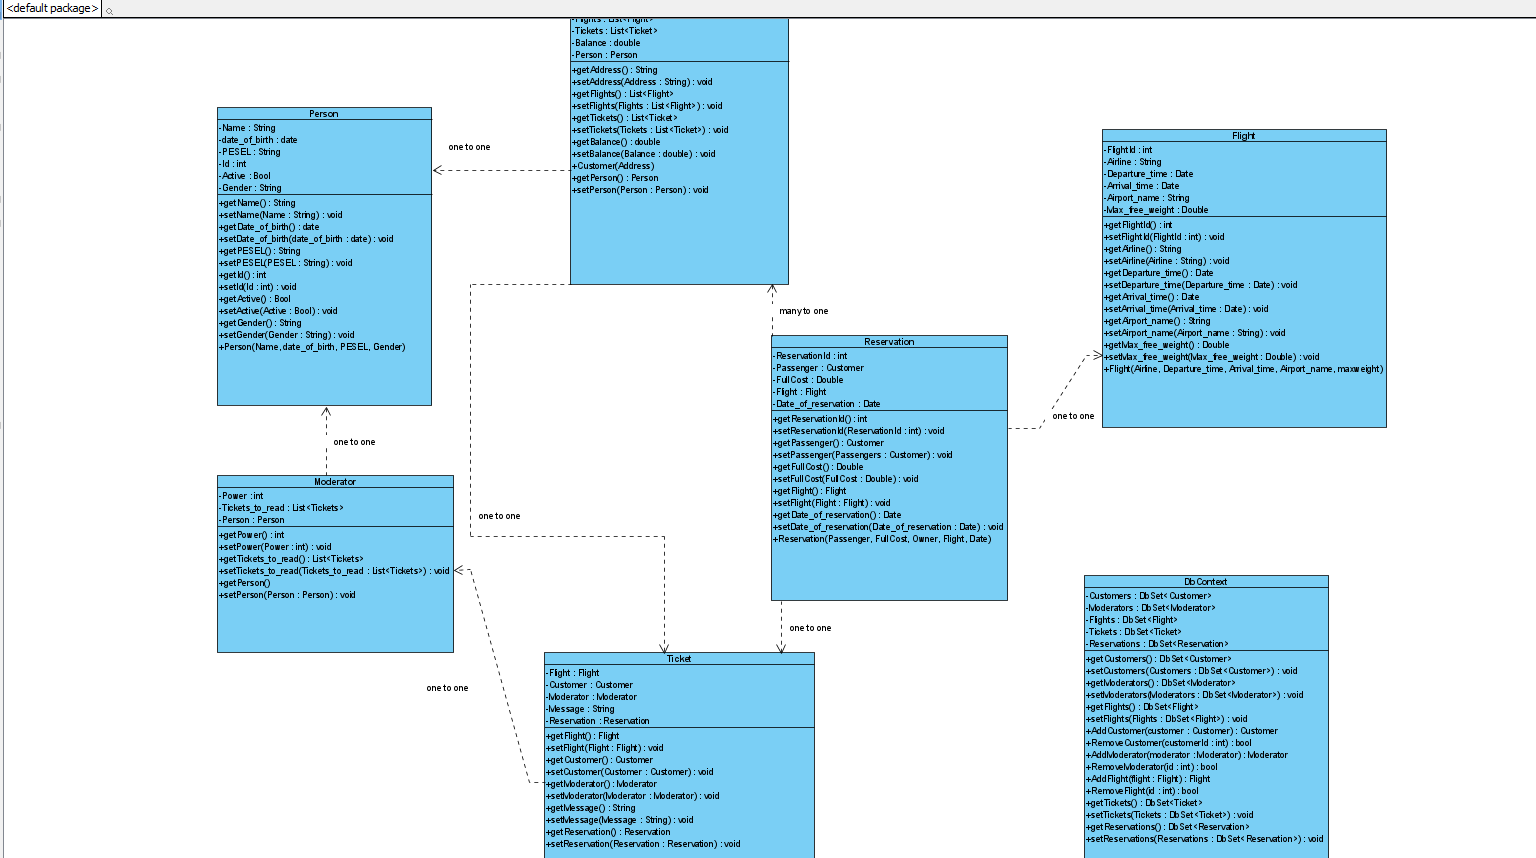 <default package>
-Flights : List<Flight>
-Tickets : List<Ticket>
-Balance : double
-Person : Person
+getAddress() : String
+setAddress(Address : String) : void
+getFlights() : List<Flight>
+setFlights(Flights : List<Flight>) : void
+getTickets() : List<Ticket>
+setTickets(Tickets : List<Ticket>) : void
+getBalance() : double
+setBalance(Balance : double) : void
+Customer(Address)
+getPerson() : Person
+setPerson(Person : Person) : void
Person
-Name : String
-date_of_birth : date
-PESEL : String
-Id : int
-Active : Bool
-Gender : String
+getName() : String
+setName(Name : String) : void
+getDate_of_birth() : date
+setDate_of_birth(date_of_birth : date) : void
+getPESEL() : String
+setPESEL(PESEL : String) : void
+getId() : int
+setId(Id : int) : void
+getActive() : Bool
+setActive(Active : Bool) : void
+getGender() : String
+setGender(Gender : String) : void
+Person(Name, date_of_birth, PESEL, Gender)
one to one
Flight
-FlightId : int
-Airline : String
-Departure_time : Date
-Arrival_time : Date
-Airport_name : String
-Max_free_weight : Double
+getFlightId() : int
+setFlightId(FlightId : int) : void
+getAirline() : String
+setAirline(Airline : String) : void
+getDeparture_time() : Date
+setDeparture_time(Departure_time : Date) : void
+getArrival_time() : Date
+setArrival_time(Arrival_time : Date) : void
+getAirport_name() : String
+setAirport_name(Airport_name : String) : void
+getMax_free_weight() : Double
+setMax_free_weight(Max_free_weight : Double) : void
+Flight(Airline, Departure_time, Arrival_time, Airport_name, maxweight)
many to one
Reservation
-ReservationId : int
-Passenger : Customer
-FullCost : Double
-Flight : Flight
-Date_of_reservation : Date
+getReservationId() : int
+setReservationId(ReservationId : int) : void
+getPassenger() : Customer
+setPassenger(Passengers : Customer) : void
+getFullCost() : Double
+setFullCost(FullCost : Double) : void
+getFlight() : Flight
+setFlight(Flight : Flight) : void
+getDate_of_reservation() : Date
+setDate_of_reservation(Date_of_reservation : Date) : void
+Reservation(Passenger, FullCost, Owner, Flight, Date)
one to one
one to one
Moderator
-Power : int
-Tickets_to_read : List<Tickets>
-Person : Person
+getPower() : int
+setPower(Power : int) : void
+getTickets_to_read() : List<Tickets>
+setTickets_to_read(Tickets_to_read : List<Tickets>) : void
+getPerson()
+setPerson(Person : Person) : void
one to one
one to one
one to one
Ticket
-Flight : Flight
-Customer : Customer
-Moderator : Moderator
-Message : String
-Reservation : Reservation
+getFlight() : Flight
+setFlight(Flight : Flight) : void
+getCustomer() : Customer
+setCustomer(Customer : Customer) : void
+getModerator() : Moderator
+setModerator(Moderator : Moderator) : void
+getMessage() : String
+setMessage(Message : String) : void
+getReservation() : Reservation
+setReservation(Reservation : Reservation) : void
DbContext
-Customers : DbSet<Customer>
-Moderators : DbSet<Moderator>
-Flights : DbSet<Flight>
-Tickets : DbSet<Ticket>
-Reservations : DbSet<Reservation>
+getCustomers() : DbSet<Customer>
+setCustomers(Customers : DbSet<Customer>) : void
+getModerators() : DbSet<Moderator>
+setModerators(Moderators : DbSet<Moderator>) : void
+getFlights() : DbSet<Flight>
+setFlights(Flights : DbSet<Flight>) : void
+AddCustomer(customer : Customer) : Customer
+RemoveCustomer(customerId : int) : bool
+AddModerator(moderator : Moderator) : Moderator
+RemoveModerator(id : int) : bool
+AddFlight(flight : Flight) : Flight
+RemoveFlight(id : int) : bool
+getTickets() : DbSet<Ticket>
+setTickets(Tickets : DbSet<Ticket>) : void
+getReservations() : DbSet<Reservation>
+setReservations(Reservations : DbSet<Reservation>) : void